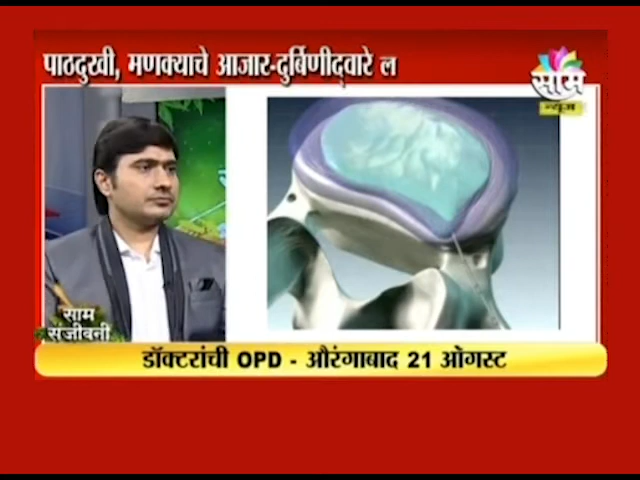 पाठदुखी, मणक्याचे आजार-दुर्बिणीद्वारे ल
साम
न्यूज
साम
संजीवनी
डॉक्टरांची OPD - औरंगाबाद 21 ऑगस्ट